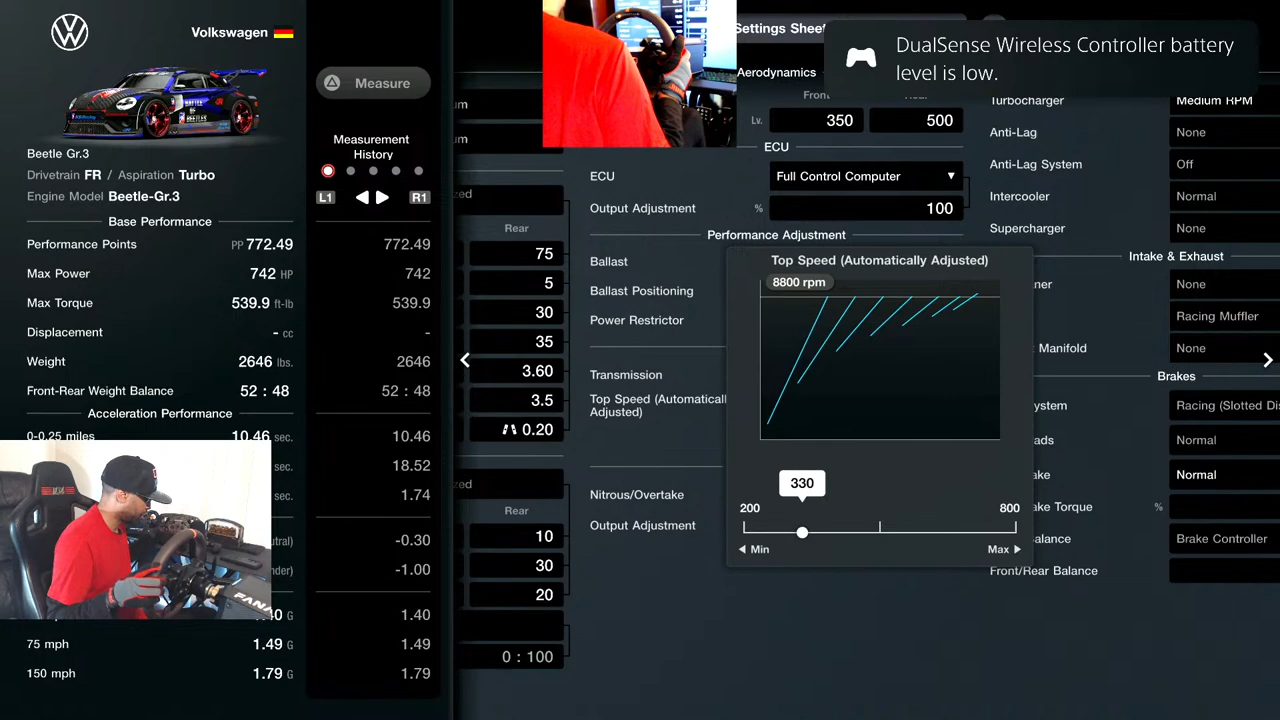 Volkswagen
Beetle Gr.3
Drivetrain FR / Aspiration Turbo
Engine Model Beetle-Gr.3
Base Performance
Performance Points PP 772.49
Max Power 742 HP
Max Torque 539.9 ft-lb
Displacement - cc
Weight 2646 lbs.
Front-Rear Weight Balance 52 : 48
Acceleration Performance
0-0.25 miles 10.46 sec.
sec.
sec.
75 mph 1.49 G
150 mph 1.79 G
Measure
Measurement
History
L1 R1
772.49
742
539.9
-
2646
52 : 48
10.46
18.52
1.74
-0.30
-1.00
1.40
1.49
1.79
Rear
75
5
30
35
3.60
3.5
0.20
Rear
10
30
20
0 : 100
Settings Sheet
DualSense Wireless Controller battery
level is low.
Aerodynamics
Front
Lv. 350 500
ECU
ECU Full Control Computer
Output Adjustment % 100
Performance Adjustment
Ballast
Ballast Positioning
Power Restrictor
Transmission
Top Speed (Automatically
Adjusted)
Nitrous/Overtake
Output Adjustment
Top Speed (Automatically Adjusted)
8800 rpm
330
200 800
Min Max
Turbocharger Medium RPM
Anti-Lag None
Anti-Lag System Off
Intercooler Normal
Supercharger None
Intake & Exhaust
None
Racing Muffler
Manifold None
Brakes
Racing (Slotted Dis
Normal
Normal
%
Brake Controller
Front/Rear Balance